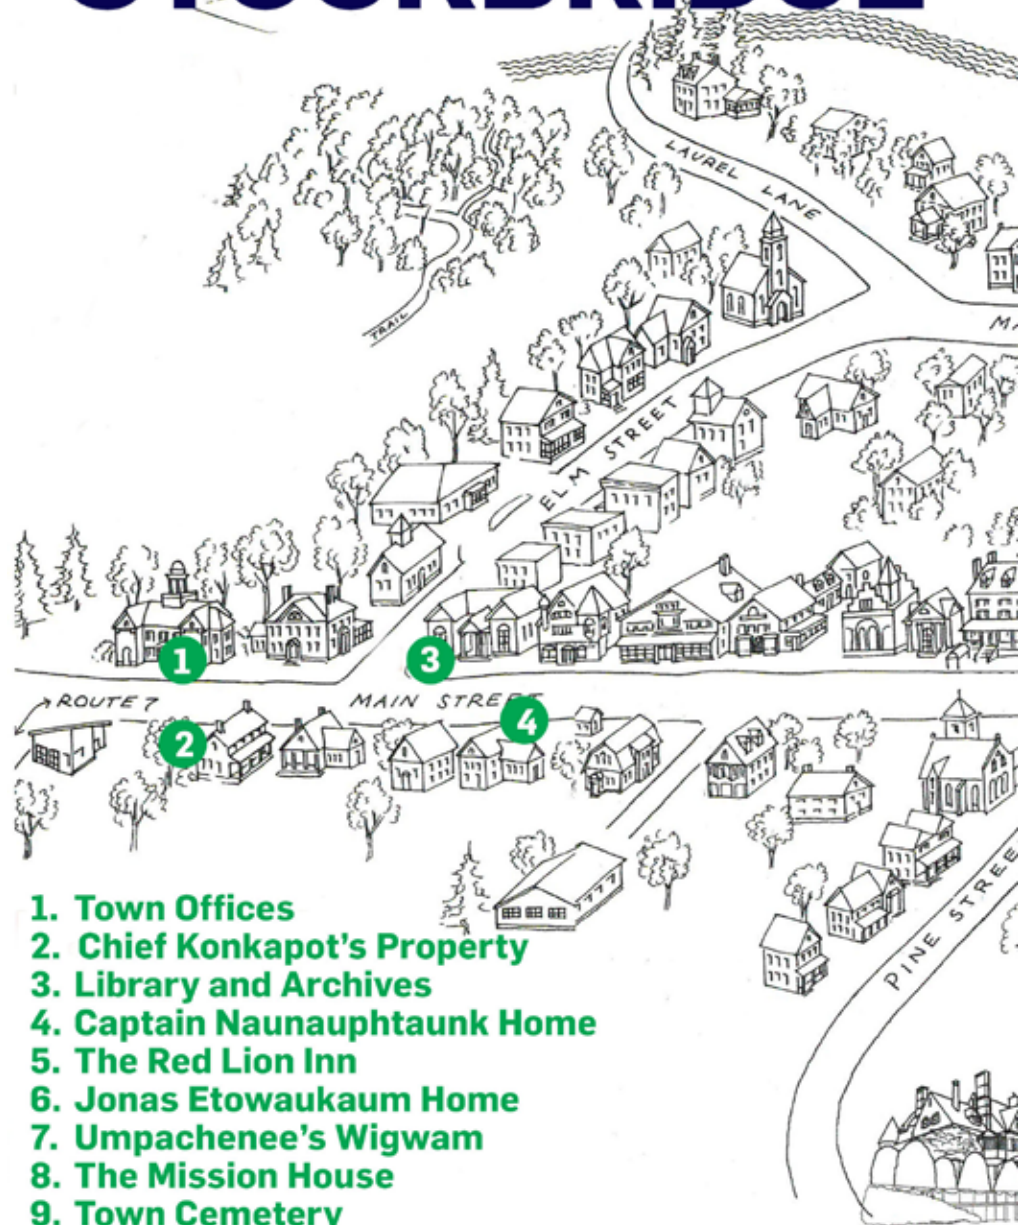 STOCKBRIDGE
LAUREL LANE
TRAIL
ELM STREET
1
3
ROUTE 7
MAIN STREET
4
2
PINE STREE
1. Town Offices
2. Chief Konkapot's Property
3. Library and Archives
4. Captain Naunauphtaunk Home
5. The Red Lion Inn
6. Jonas Etowaukaum Home
7. Umpachenee's Wigwam
8. The Mission House
9. Town Cemetery